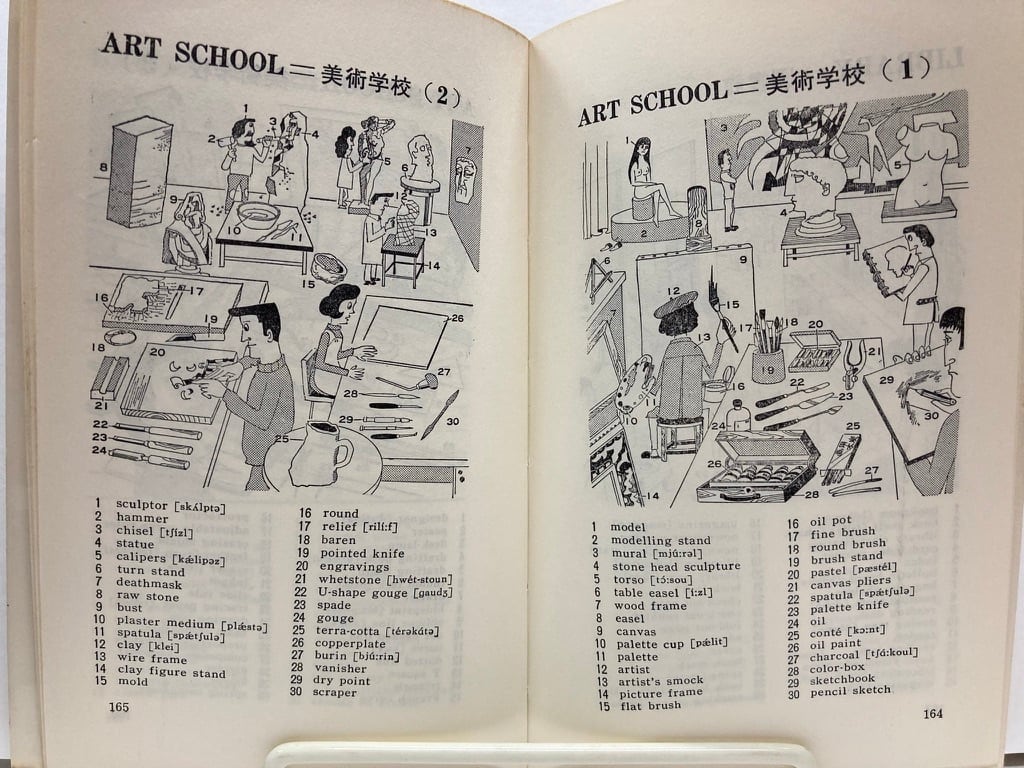 ART SCHOOL=美術学校（2）
1 sculptor [skʌ́lptə]
2 hammer
3 chisel [tʃízl]
4 statue
5 calipers [kǽlipəz]
6 turn stand
7 deathmask
8 raw stone
9 bust
10 plaster medium [plǽstə]
11 spatula [spǽtʃulə]
12 clay [klei]
13 wire frame
14 clay figure stand
15 mold
16 round
17 relief [rilíːf]
18 baren
19 pointed knife
20 engravings
21 whetstone [hwét-stoun]
22 U-shape gouge [gaudʒ]
23 spade
24 gouge
25 terra-cotta [térəkátə]
26 copperplate
27 burin [bjúːrin]
28 vanisher
29 dry point
30 scraper
165
ART SCHOOL=美術学校（1）
1 model
2 modelling stand
3 mural [mjúːrəl]
4 stone head sculpture
5 torso [tɔ́ːsou]
6 table easel [íːzl]
7 wood frame
8 easel
9 canvas
10 palette cup [pǽlit]
11 palette
12 artist
13 artist's smock
14 picture frame
15 flat brush
16 oil pot
17 fine brush
18 round brush
19 brush stand
20 pastel [pæstél]
21 canvas pliers
22 spatula [spǽtʃulə]
23 palette knife
24 oil
25 conté [kɔːnt]
26 oil paint
27 charcoal [tʃɑ́ːkoul]
28 color-box
29 sketchbook
30 pencil sketch
164